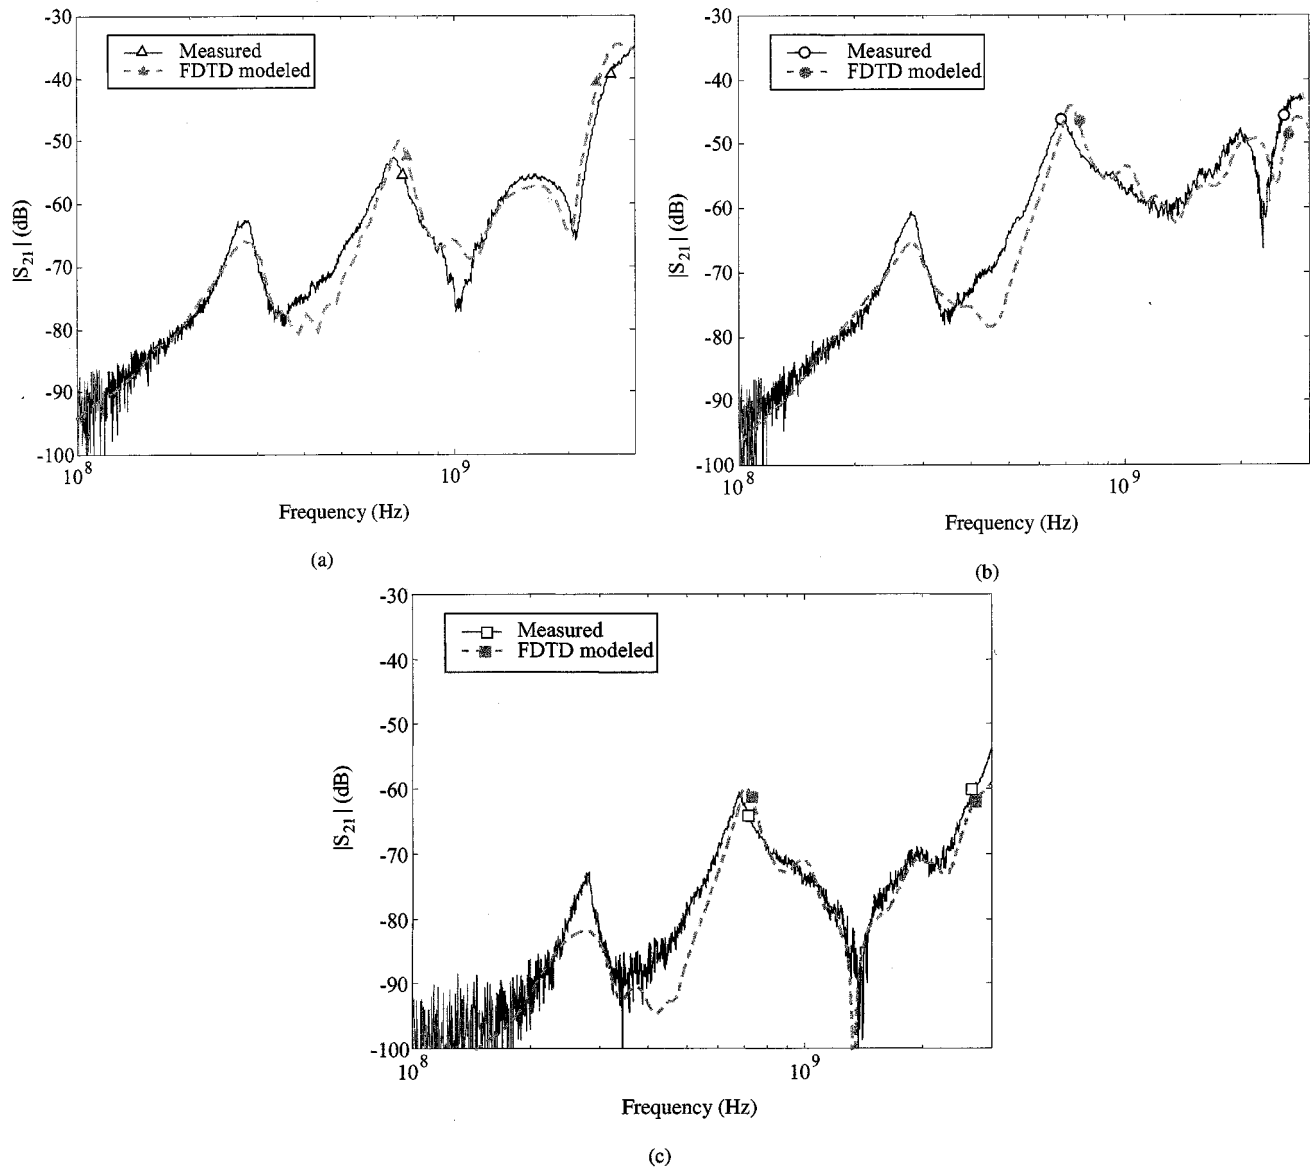 -30
-40
-50
-60
-70
-80
-90
-100
|S21| (dB)
Measured
FDTD modeled
10^8
10^9
Frequency (Hz)
(a)
-30
-40
-50
-60
-70
-80
-90
-100
|S21| (dB)
Measured
FDTD modeled
10^8
10^9
Frequency (Hz)
(b)
-30
-40
-50
-60
-70
-80
-90
-100
|S21| (dB)
Measured
FDTD modeled
10^8
10^9
Frequency (Hz)
(c)